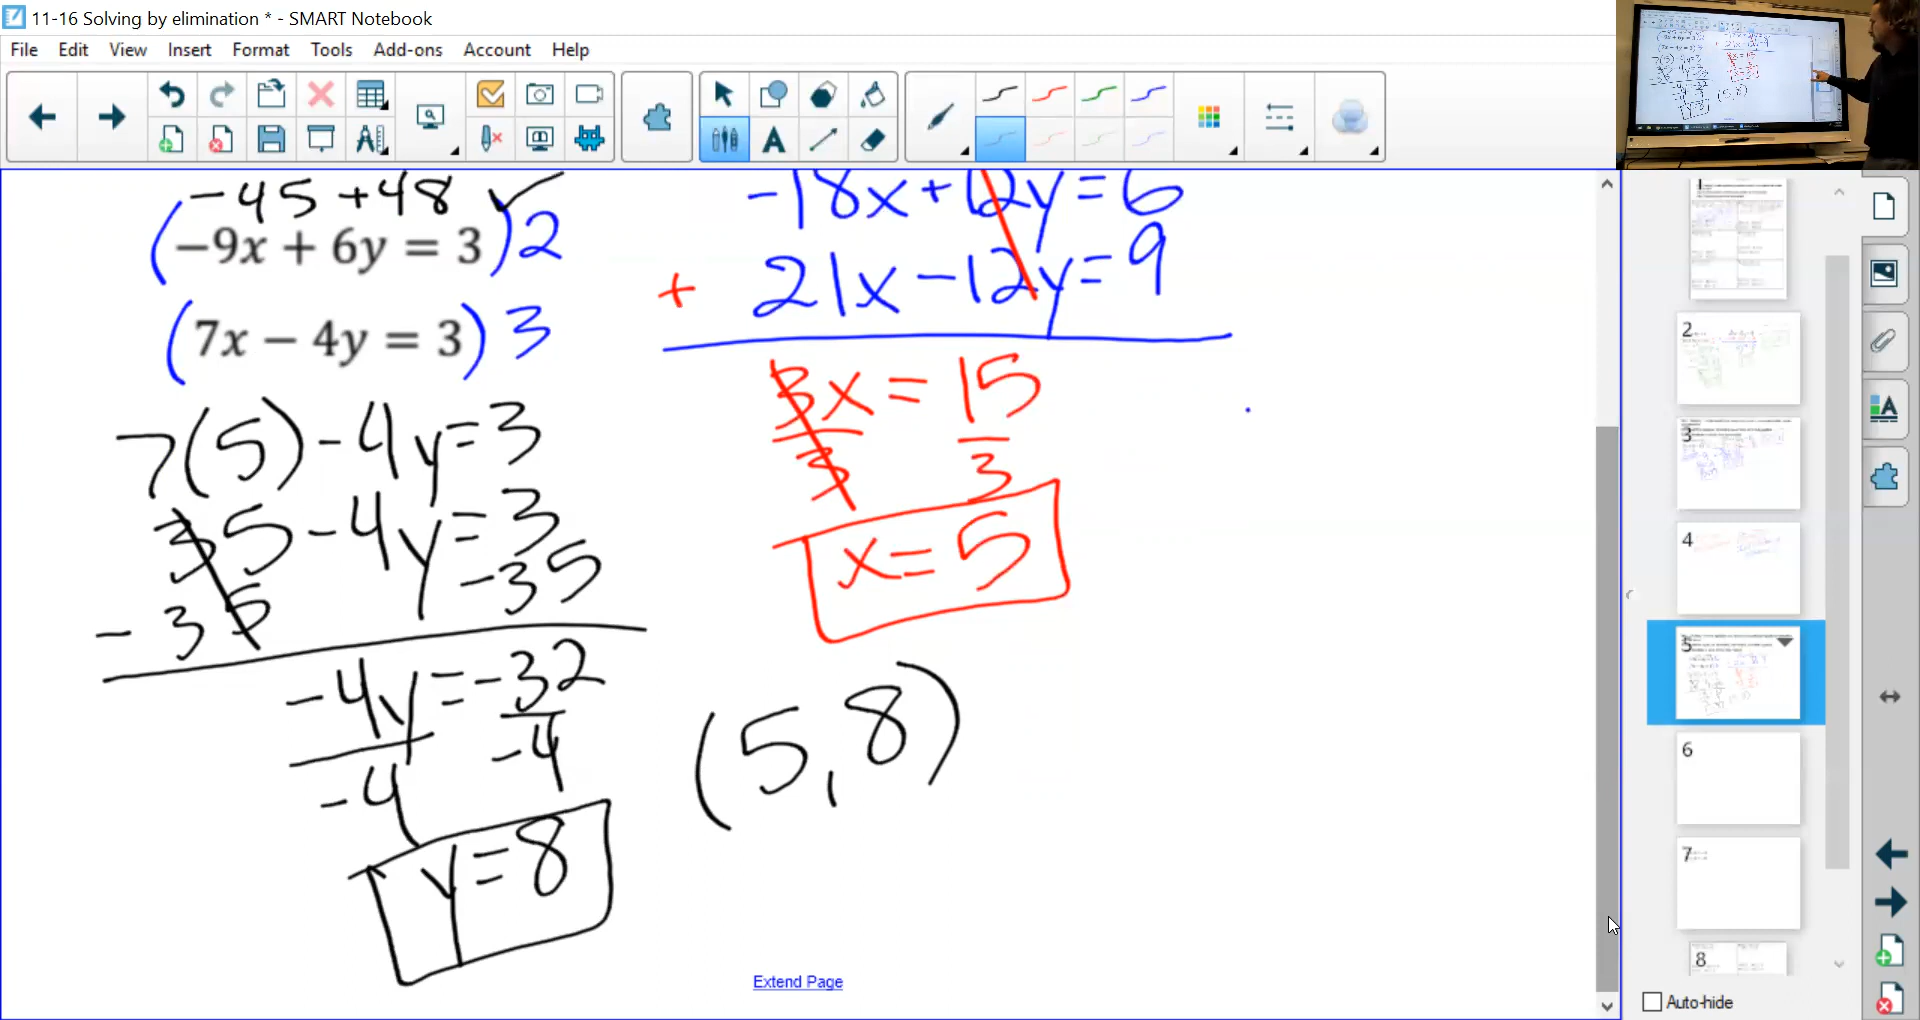 11-16 Solving by elimination * - SMART Notebook
File Edit View Insert Format Tools Add-ons Account Help
-45 +48 ✓
(−9x + 6y = 3)2
(7x − 4y = 3)3
7(5) - 4y = 3
35 - 4y = 3
- 35 -35
-4y = -32
-4 -4
y = 8
-18x + 12y = 6
+ 21x - 12y = 9
3x = 15
3 3
x = 5
(5, 8)
Extend Page
1
2
3
4
5
6
7
8
Auto-hide